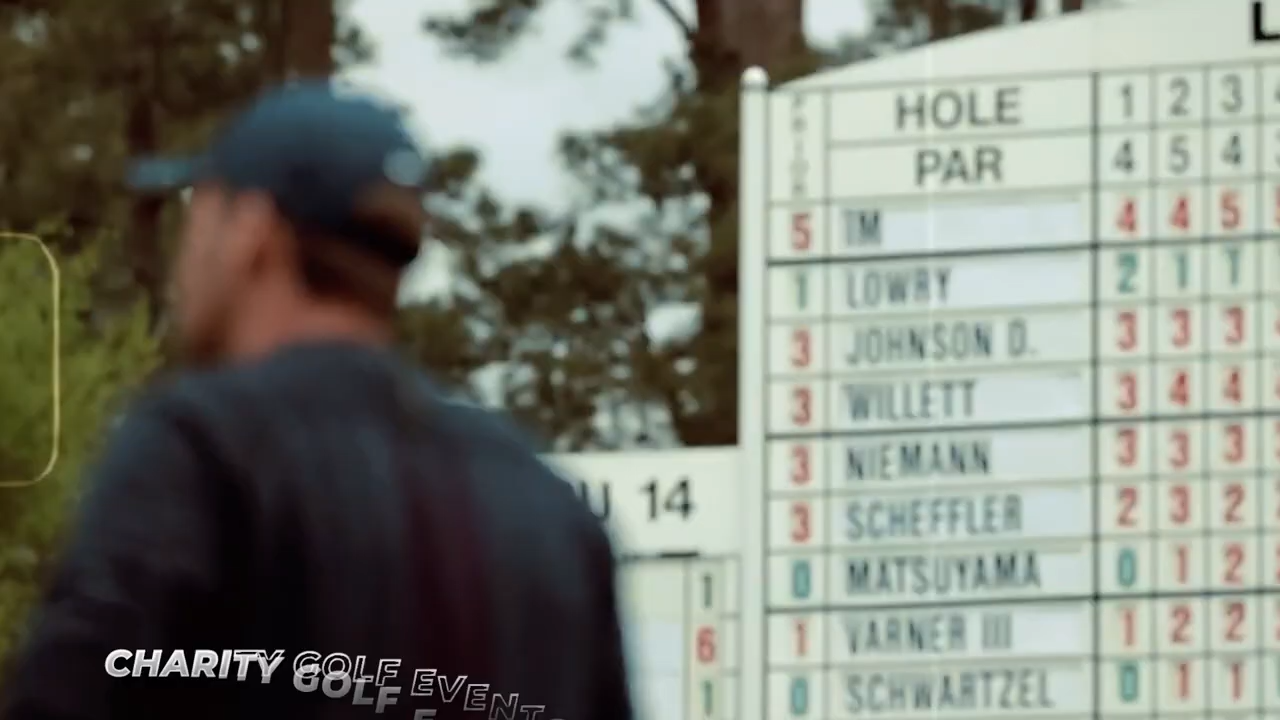 L
PRIOR HOLE 1 2 3
PAR 4 5 4
5 IM 4 4 5
1 LOWRY 2 1 1
3 JOHNSON D. 3 3 3
3 WILLETT 3 4 4
3 NIEMANN 3 3 3
3 SCHEFFLER 2 3 2
0 MATSUYAMA 0 1 2
1 VARNER III 1 2 2
0 SCHWARTZEL 0 1 1
U 14
1
6
1
CHARITY GOLF EVENT